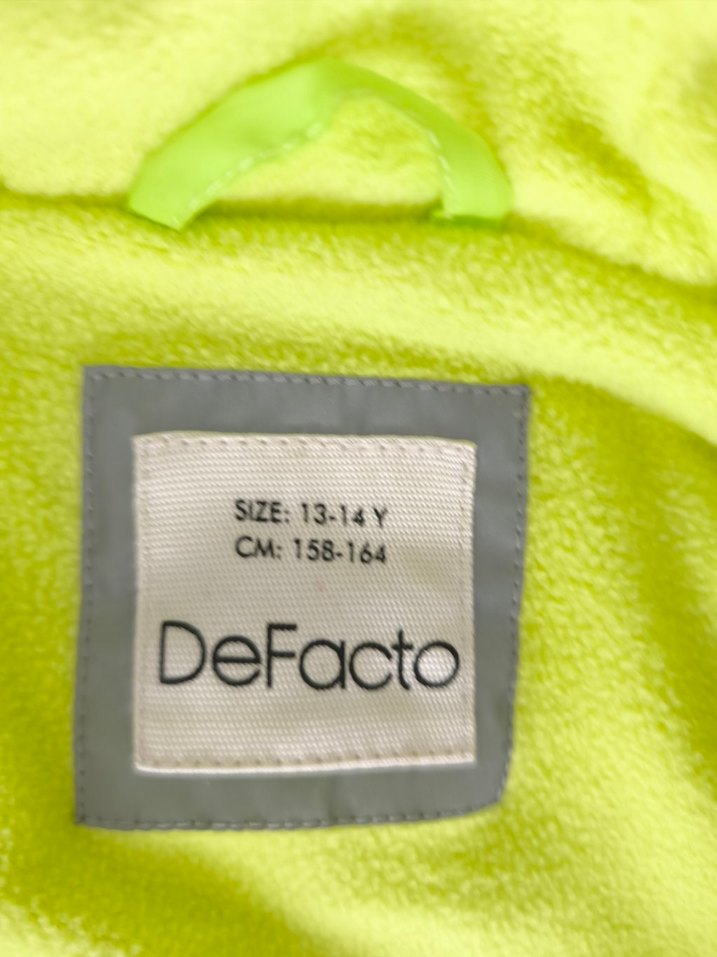 SIZE: 13-14 Y
CM: 158-164
DeFacto